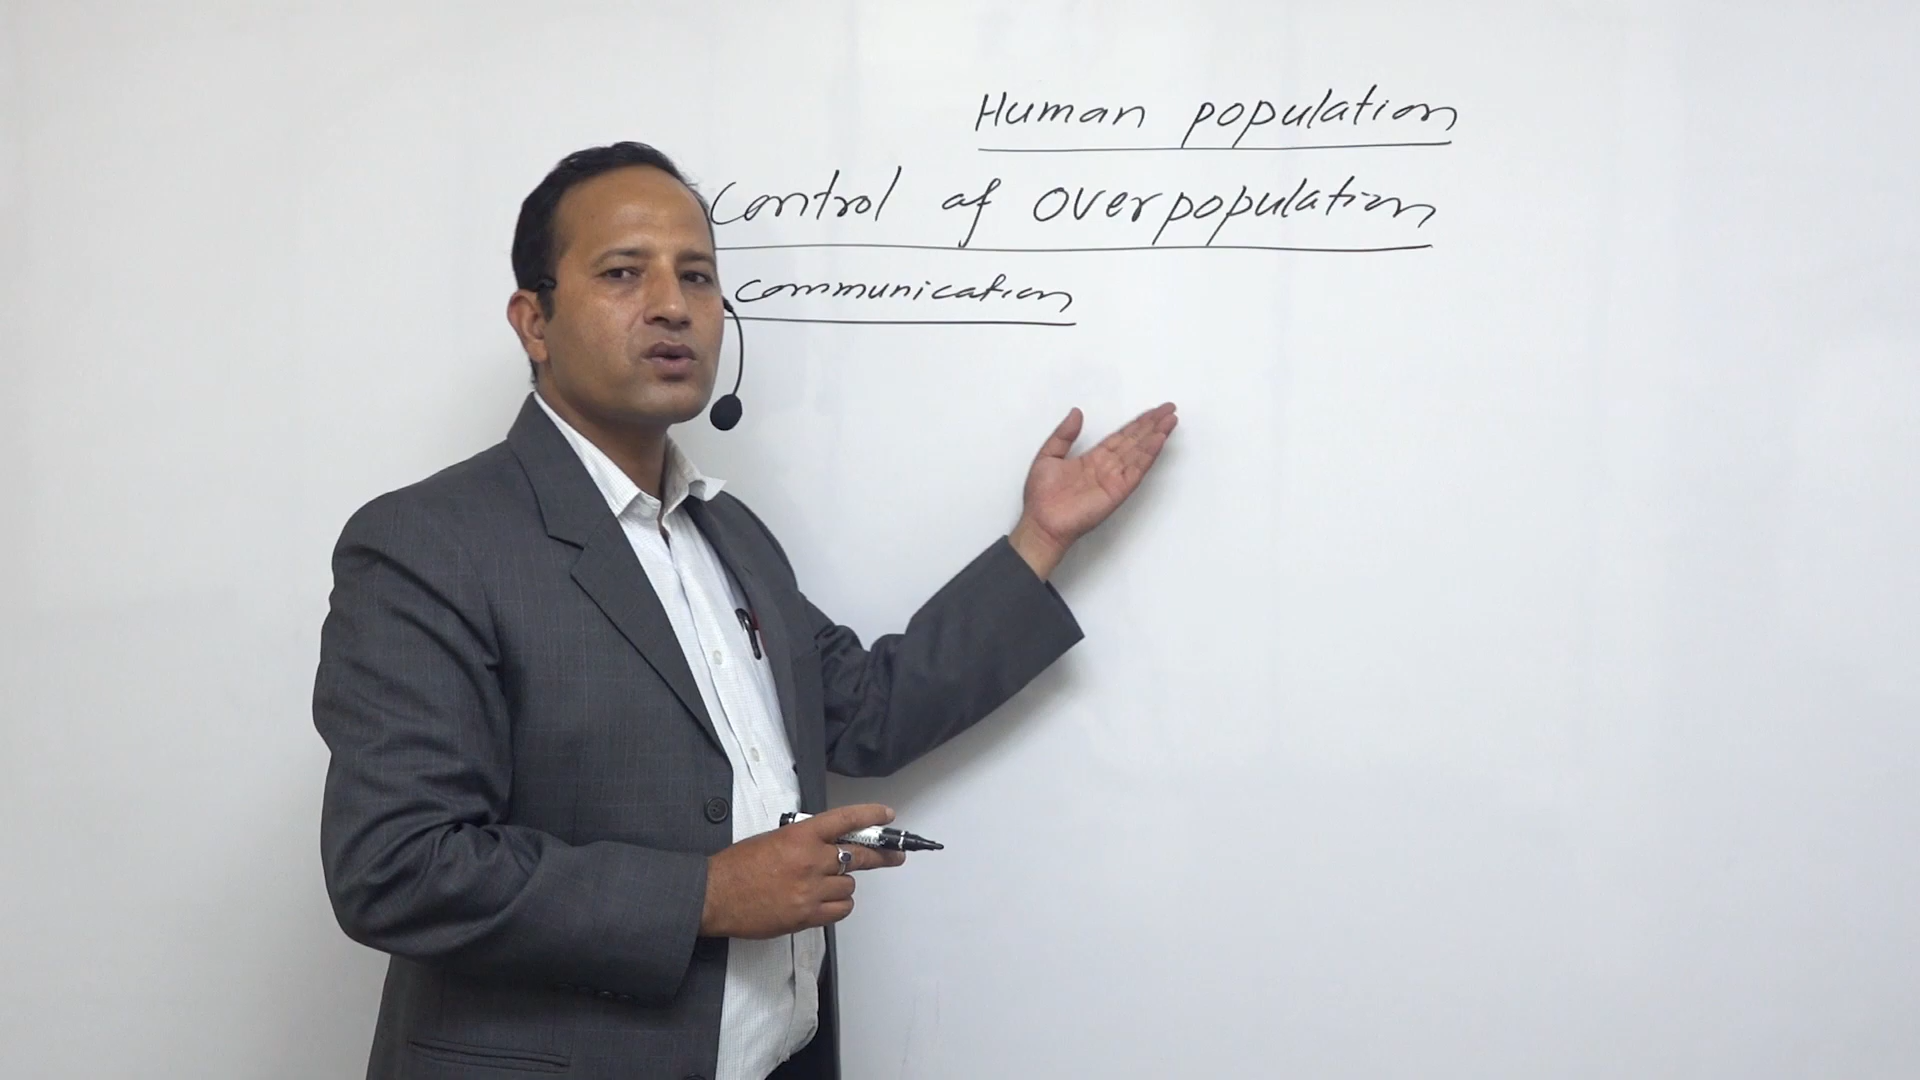 Human population
Control of Overpopulation
Communication